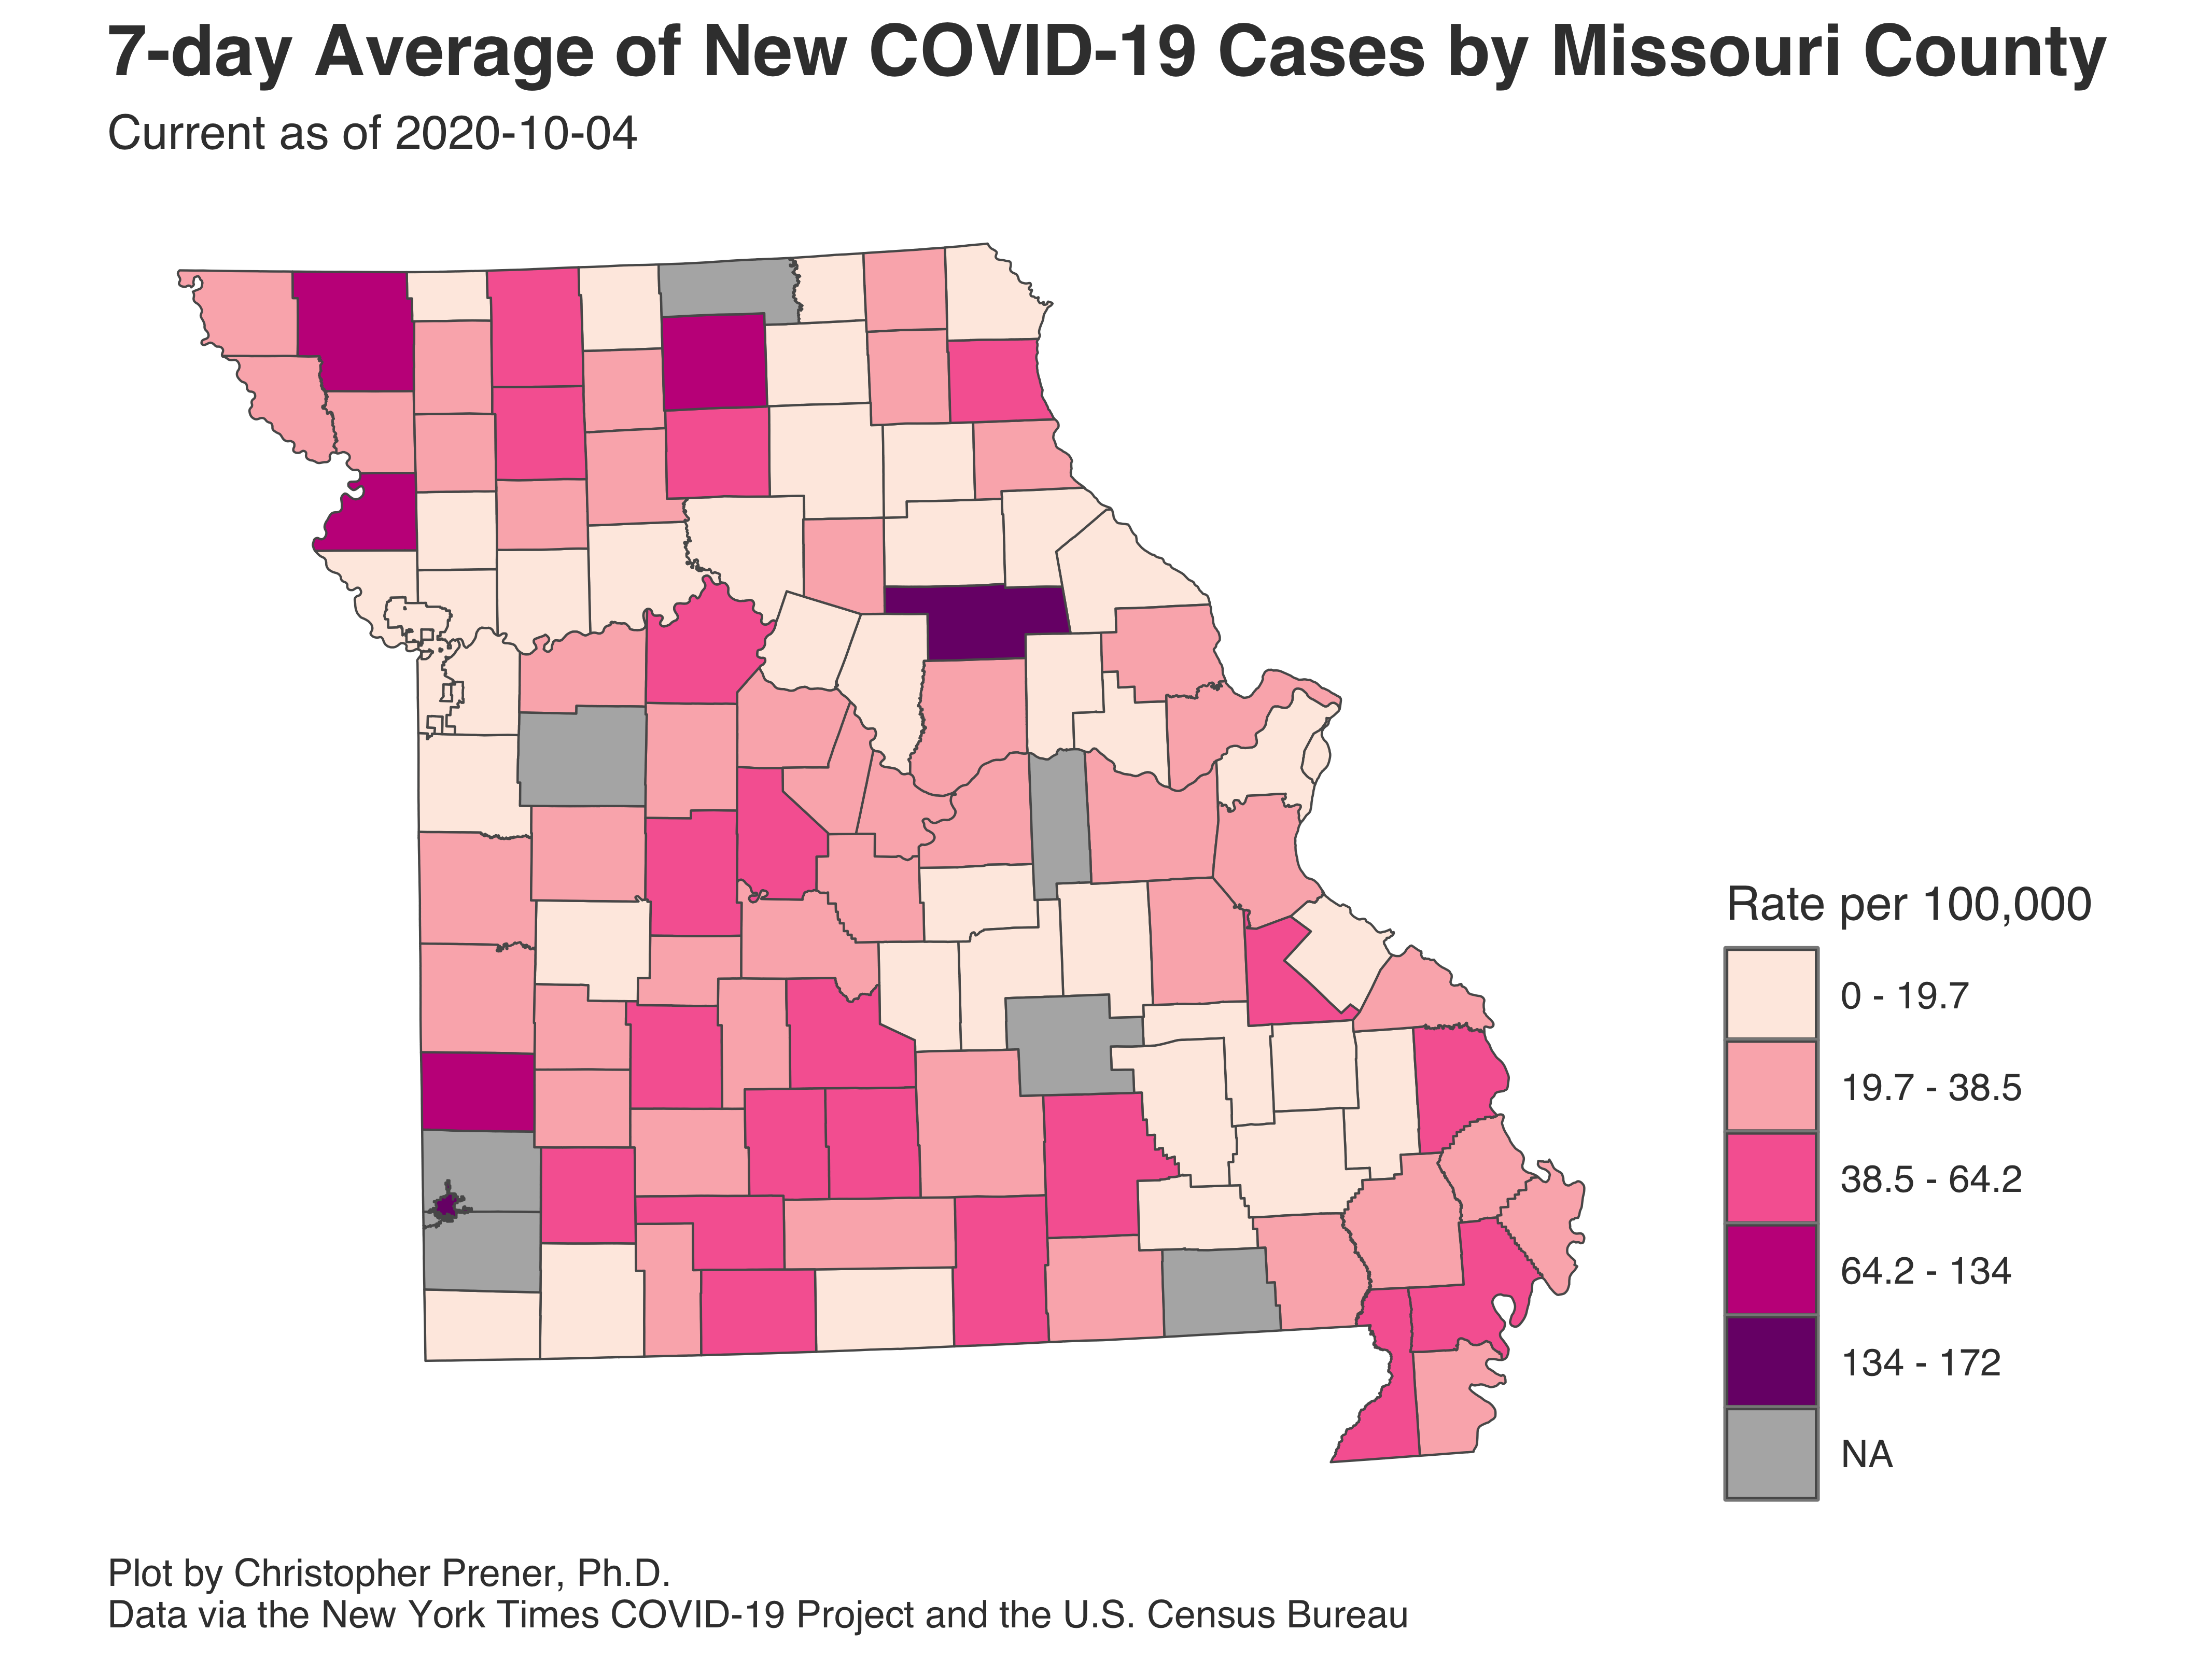 7-day Average of New COVID-19 Cases by Missouri County
Current as of 2020-10-04
Rate per 100,000
0 - 19.7
19.7 - 38.5
38.5 - 64.2
64.2 - 134
134 - 172
NA
Plot by Christopher Prener, Ph.D.
Data via the New York Times COVID-19 Project and the U.S. Census Bureau